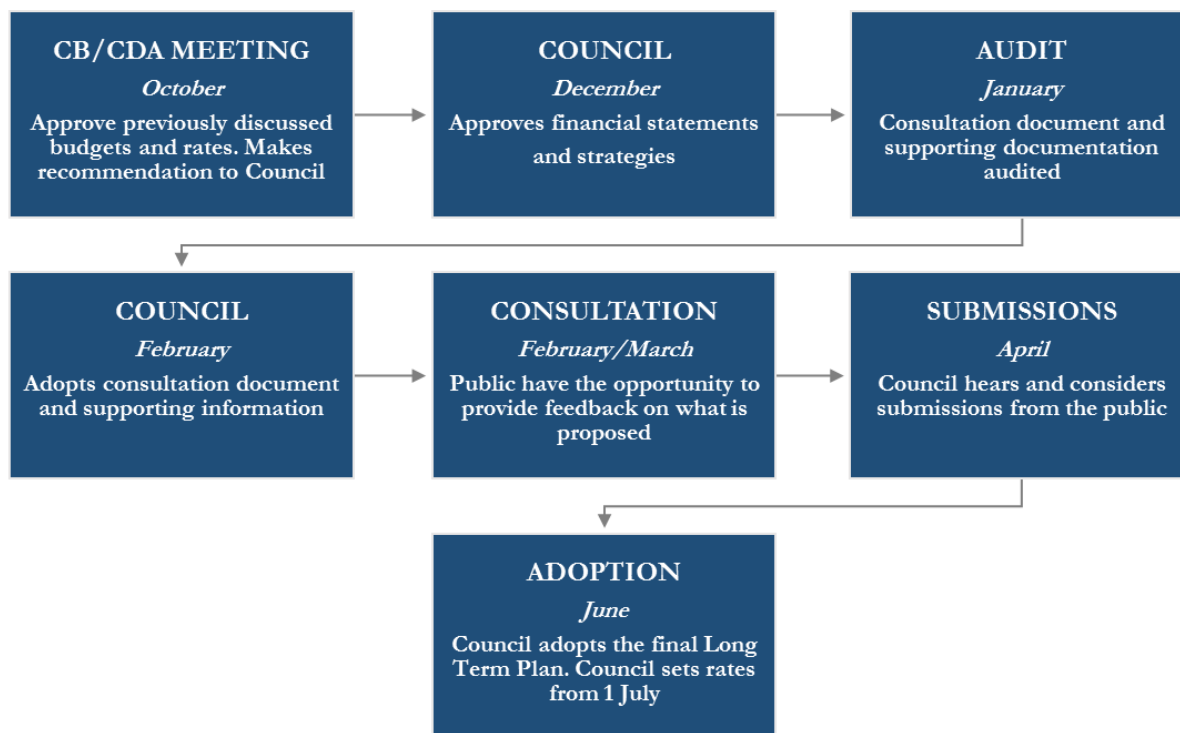 CB/CDA MEETING
October
Approve previously discussed
budgets and rates. Makes
recommendation to Council
COUNCIL
December
Approves financial statements
and strategies
AUDIT
January
Consultation document and
supporting documentation
audited
COUNCIL
February
Adopts consultation document
and supporting information
CONSULTATION
February/March
Public have the opportunity to
provide feedback on what is
proposed
SUBMISSIONS
April
Council hears and considers
submissions from the public
ADOPTION
June
Council adopts the final Long
Term Plan. Council sets rates
from 1 July